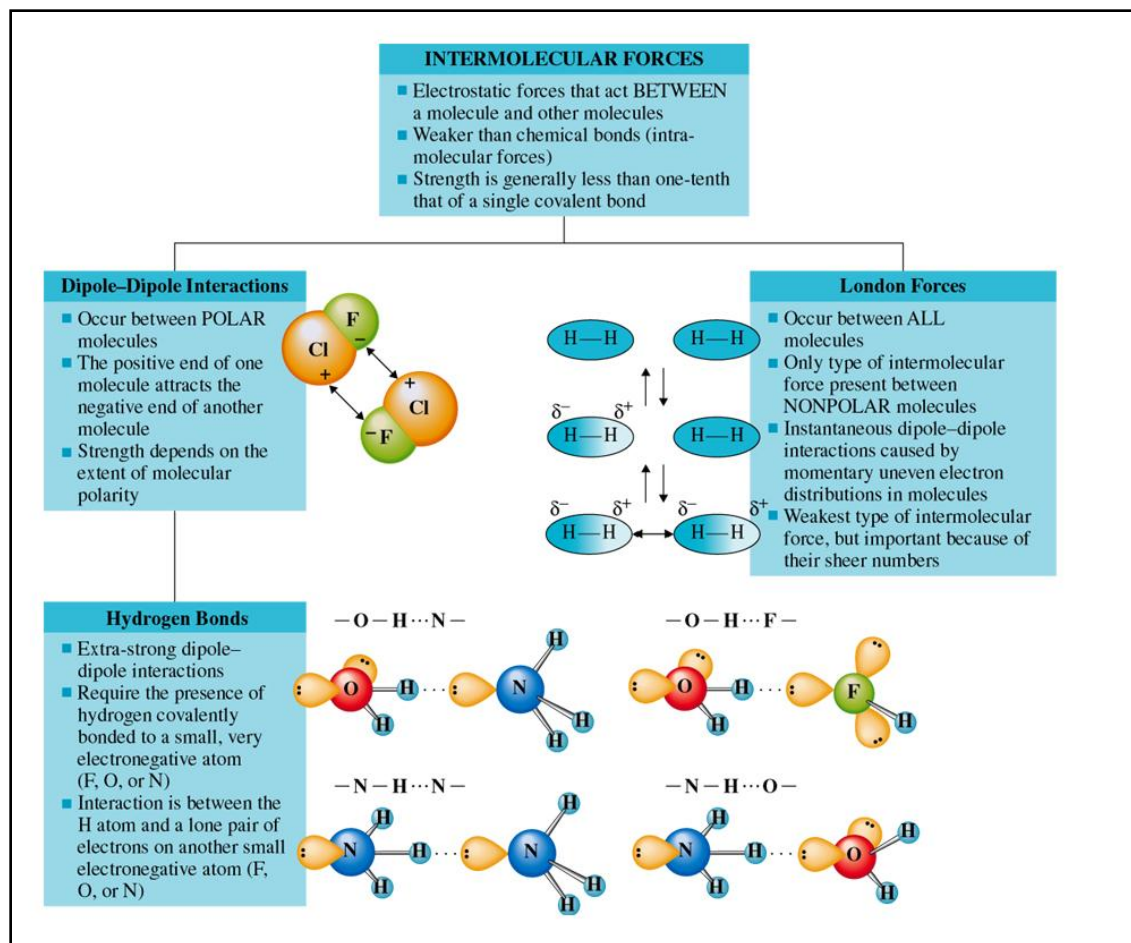 INTERMOLECULAR FORCES
■ Electrostatic forces that act BETWEEN
a molecule and other molecules
■ Weaker than chemical bonds (intra-
molecular forces)
■ Strength is generally less than one-tenth
that of a single covalent bond
Dipole–Dipole Interactions
■ Occur between POLAR
molecules
■ The positive end of one
molecule attracts the
negative end of another
molecule
■ Strength depends on the
extent of molecular
polarity
F
−
Cl
+
+
Cl
−F
H—H H—H
δ− δ+
H—H H—H
δ− δ+ δ− δ+
H—H H—H
London Forces
■ Occur between ALL
molecules
■ Only type of intermolecular
force present between
NONPOLAR molecules
■ Instantaneous dipole–dipole
interactions caused by
momentary uneven electron
distributions in molecules
■ Weakest type of intermolecular
force, but important because of
their sheer numbers
Hydrogen Bonds
■ Extra-strong dipole–
dipole interactions
■ Require the presence of
hydrogen covalently
bonded to a small, very
electronegative atom
(F, O, or N)
■ Interaction is between the
H atom and a lone pair of
electrons on another small
electronegative atom (F,
O, or N)
—O—H···N—
H
O H ··· N
H H
H
—O—H···F—
O H ··· F
H H
—N—H···N—
H H
N H ··· N
H H
H
—N—H···O—
H H
N H ··· O
H H